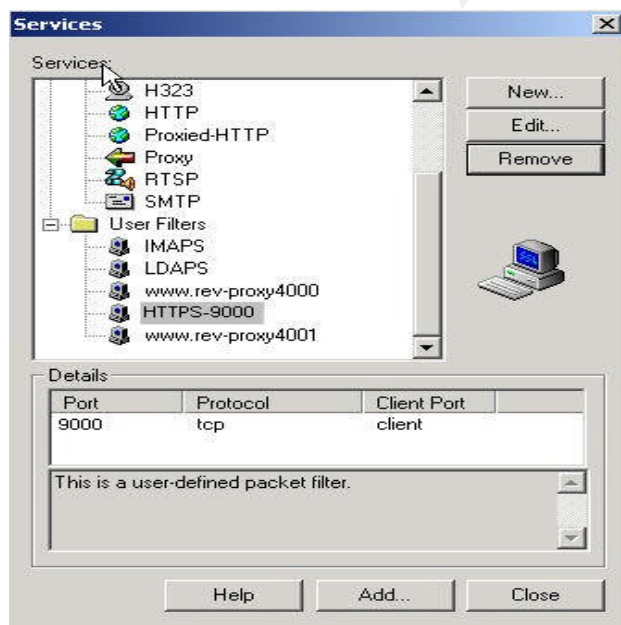 Services
Services:
H323
HTTP
Proxied-HTTP
Proxy
RTSP
SMTP
User Filters
IMAPS
LDAPS
www.rev-proxy4000
HTTPS-9000
www.rev-proxy4001
New...
Edit...
Remove
SSL
Details
Port Protocol Client Port
9000 tcp client
This is a user-defined packet filter.
Help Add... Close